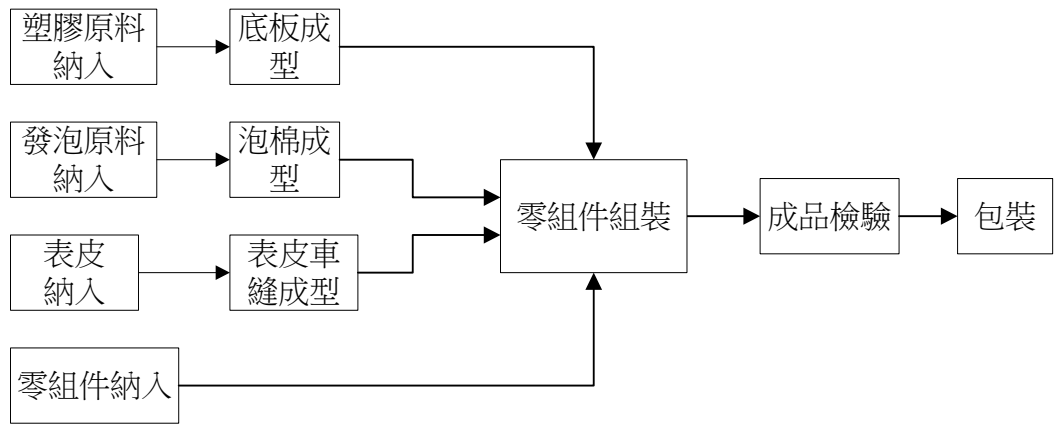 塑膠原料
納入
底板成
型
發泡原料
納入
泡棉成
型
表皮
納入
表皮車
縫成型
零組件納入
零組件組裝
成品檢驗
包裝